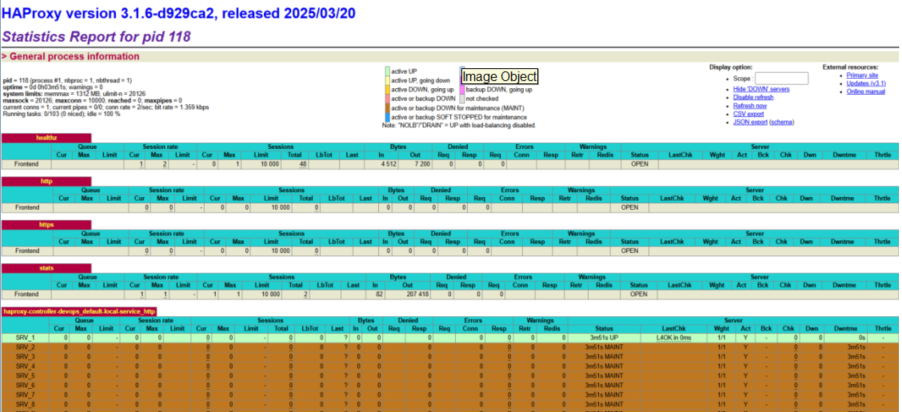 HAProxy version 3.1.6-d929ca2, released 2025/03/20
Statistics Report for pid 118
> General process information
pid = 118 (process #1, nbproc = 1, nbthread = 1)
uptime = 0d 0h03m51s; warnings = 0
system limits: memmax = 1312 MB; ulimit-n = 20126
maxsock = 20126; maxconn = 10000; reached = 0; maxpipes = 0
current conns = 1; current pipes = 0/0; conn rate = 2/sec; bit rate = 1.359 kbps
Running tasks: 0/103 (0 niced); idle = 100 %
active UP
active UP, going down
active DOWN, going up backup DOWN, going up
active or backup DOWN not checked
active or backup DOWN for maintenance (MAINT)
active or backup SOFT STOPPED for maintenance
Note: "NOLB"/"DRAIN" = UP with load-balancing disabled.
Image Object
Display option:
Scope :
Hide 'DOWN' servers
Disable refresh
Refresh now
CSV export
JSON export (schema)
External resources:
Primary site
Updates (v3.1)
Online manual
healthz
Queue Session rate Sessions Bytes Denied Errors Warnings Server
Cur Max Limit Cur Max Limit Cur Max Limit Total LbTot Last In Out Req Resp Req Conn Resp Retr Redis Status LastChk Wght Act Bck Chk Dwn Dwntme Thrtle
Frontend 1 2 - 0 1 10 000 48 4 512 7 200 0 0 0 OPEN
http
Queue Session rate Sessions Bytes Denied Errors Warnings Server
Cur Max Limit Cur Max Limit Cur Max Limit Total LbTot Last In Out Req Resp Req Conn Resp Retr Redis Status LastChk Wght Act Bck Chk Dwn Dwntme Thrtle
Frontend 0 0 - 0 0 10 000 0 0 0 0 0 0 OPEN
https
Queue Session rate Sessions Bytes Denied Errors Warnings Server
Cur Max Limit Cur Max Limit Cur Max Limit Total LbTot Last In Out Req Resp Req Conn Resp Retr Redis Status LastChk Wght Act Bck Chk Dwn Dwntme Thrtle
Frontend 0 0 - 0 0 10 000 0 0 0 0 0 0 OPEN
stats
Queue Session rate Sessions Bytes Denied Errors Warnings Server
Cur Max Limit Cur Max Limit Cur Max Limit Total LbTot Last In Out Req Resp Req Conn Resp Retr Redis Status LastChk Wght Act Bck Chk Dwn Dwntme Thrtle
Frontend 1 1 - 1 1 10 000 2 82 207 418 0 0 0 OPEN
haproxy-controller-devops_default-local-service_http
Queue Session rate Sessions Bytes Denied Errors Warnings Server
Cur Max Limit Cur Max Limit Cur Max Limit Total LbTot Last In Out Req Resp Req Conn Resp Retr Redis Status LastChk Wght Act Bck Chk Dwn Dwntme Thrtle
SRV_1 0 0 - 0 0 0 0 - 0 0 ? 0 0 0 0 0 0 0 3m51s UP L4OK in 0ms 1/1 Y - 0 0 0s -
SRV_2 0 0 - 0 0 0 0 - 0 0 ? 0 0 0 0 0 0 0 3m51s MAINT 1/1 Y - 0 0 3m51s -
SRV_3 0 0 - 0 0 0 0 - 0 0 ? 0 0 0 0 0 0 0 3m51s MAINT 1/1 Y - 0 0 3m51s -
SRV_4 0 0 - 0 0 0 0 - 0 0 ? 0 0 0 0 0 0 0 3m51s MAINT 1/1 Y - 0 0 3m51s -
SRV_5 0 0 - 0 0 0 0 - 0 0 ? 0 0 0 0 0 0 0 3m51s MAINT 1/1 Y - 0 0 3m51s -
SRV_6 0 0 - 0 0 0 0 - 0 0 ? 0 0 0 0 0 0 0 3m51s MAINT 1/1 Y - 0 0 3m51s -
SRV_7 0 0 - 0 0 0 0 - 0 0 ? 0 0 0 0 0 0 0 3m51s MAINT 1/1 Y - 0 0 3m51s -
SRV_8 0 0 - 0 0 0 0 - 0 0 ? 0 0 0 0 0 0 0 3m51s MAINT 1/1 Y - 0 0 3m51s -